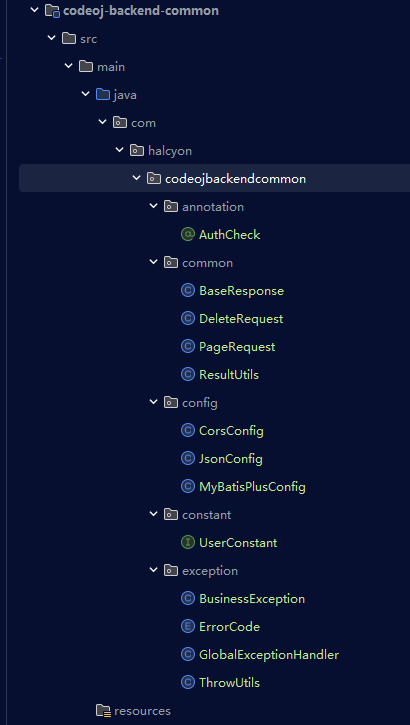 codeoj-backend-common
src
main
java
com
halcyon
codeojbackendcommon
annotation
AuthCheck
common
BaseResponse
DeleteRequest
PageRequest
ResultUtils
config
CorsConfig
JsonConfig
MyBatisPlusConfig
constant
UserConstant
exception
BusinessException
ErrorCode
GlobalExceptionHandler
ThrowUtils
resources